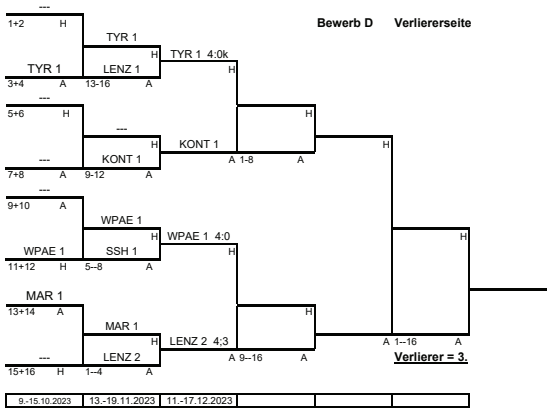 ---
Bewerb D Verliererseite
1+2 H
TYR 1
H TYR 1 4:0k
TYR 1 LENZ 1 H
3+4 A 13-16 A
---
5+6 H
---
H KONT 1 H
--- KONT 1 A 1-8 A
7+8 A 9-12 A
---
9+10 A
WPAE 1
H WPAE 1 4:0 H
WPAE 1 SSH 1 H
11+12 H 5--8 A
MAR 1
13+14 A
MAR 1
H LENZ 2 4;3 A 1--16 A
--- LENZ 2 A 9--16 A Verlierer = 3.
15+16 H 1--4 A
9.-15.10.2023 13.-19.11.2023 11.-17.12.2023